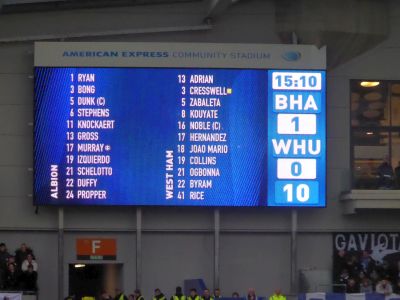 AMERICAN EXPRESS COMMUNITY STADIUM
ALBION
1 RYAN
3 BONG
5 DUNK (C)
6 STEPHENS
11 KNOCKAERT
13 GROSS
17 MURRAY
19 IZQUIERDO
21 SCHELOTTO
22 DUFFY
24 PROPPER
WEST HAM
13 ADRIAN
3 CRESSWELL
5 ZABALETA
8 KOUYATE
16 NOBLE (C)
17 HERNANDEZ
18 JOAO MARIO
19 COLLINS
21 OGBONNA
22 BYRAM
41 RICE
15:10
BHA
1
WHU
0
10
F
GAVIOTA